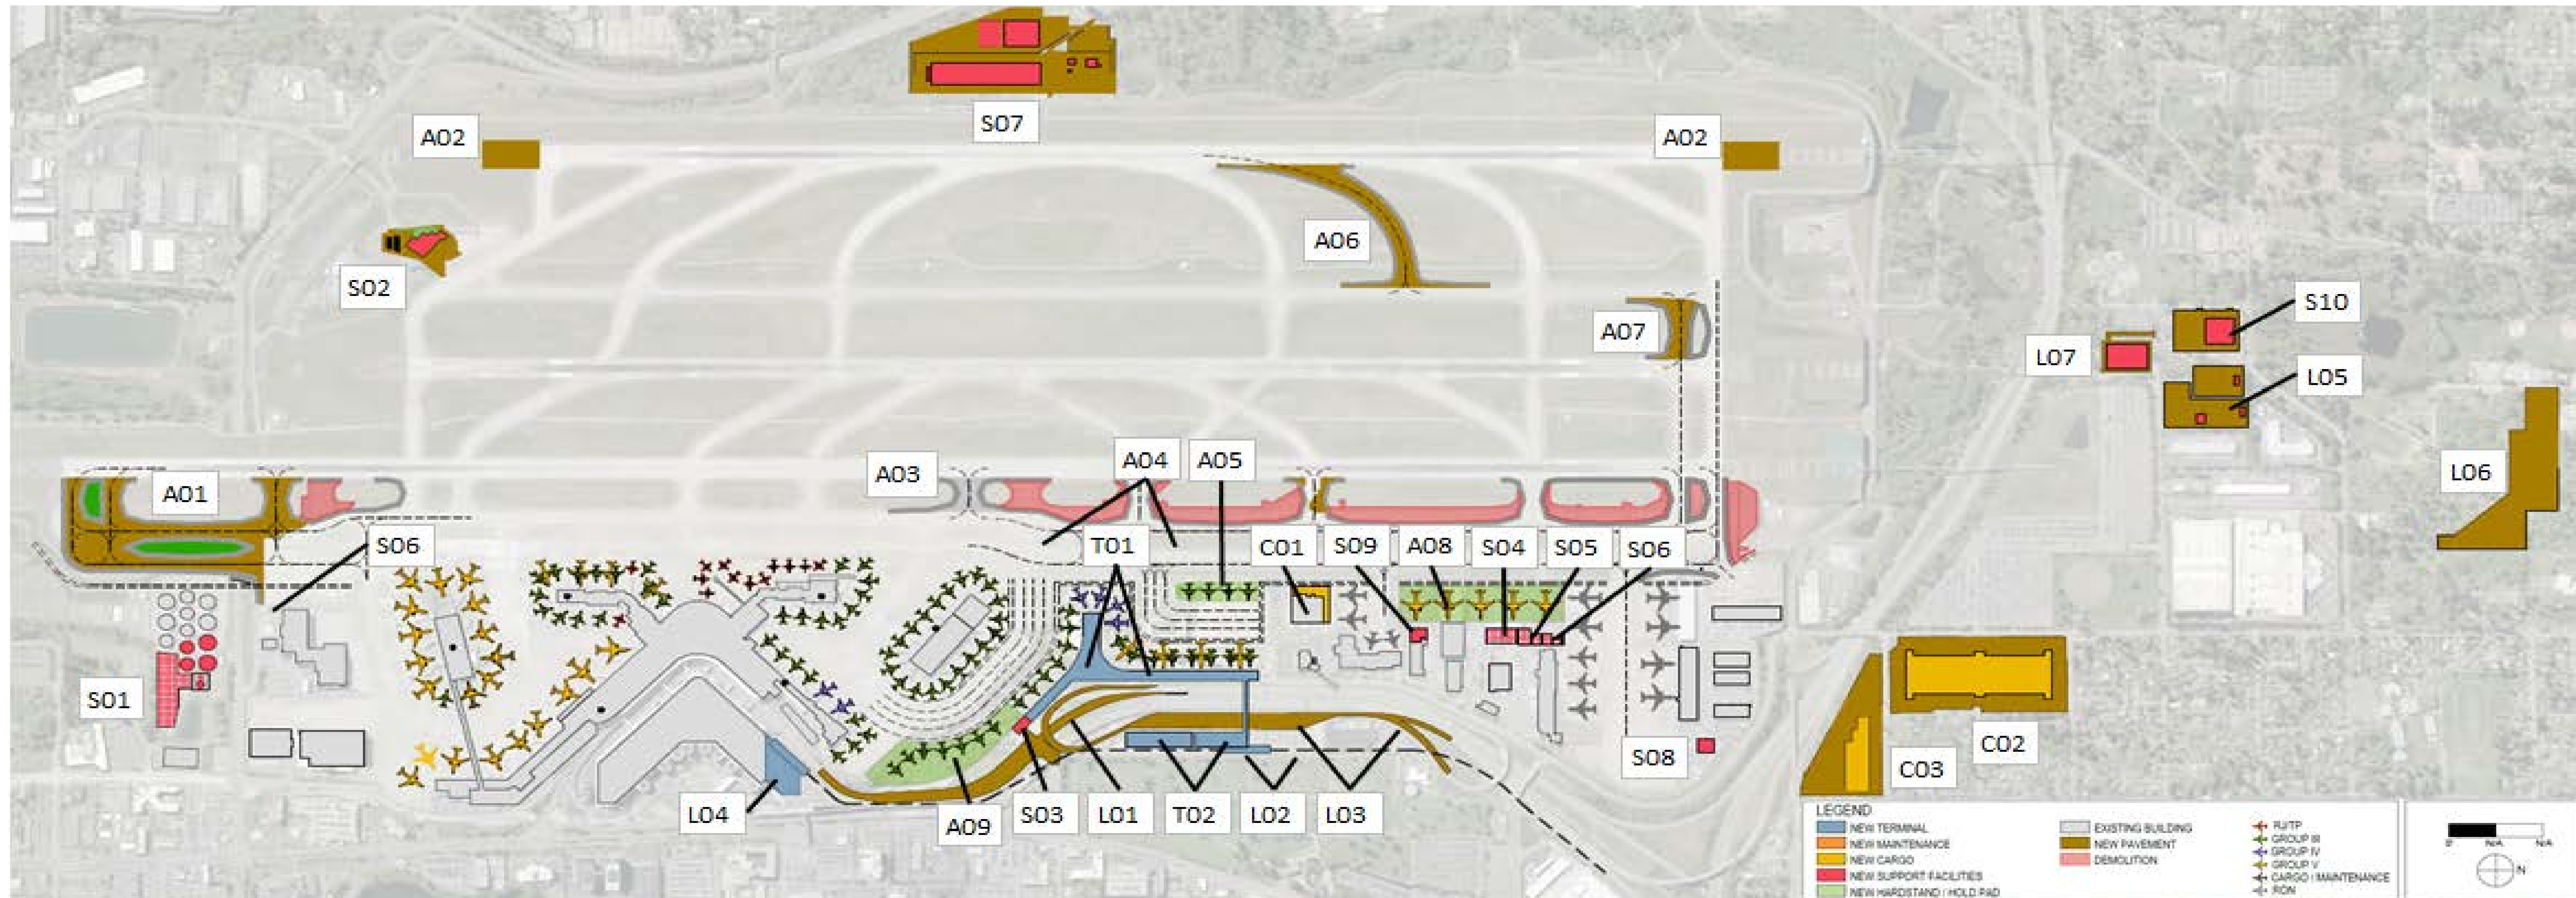 S07
A02
A02
A06
S02
S10
A07
L07
L05
A03
A04
A05
L06
A01
S06
T01
C01
S09
A08
S04
S05
S06
S01
C02
S08
C03
L04
A09
S03
L01
T02
L02
L03
LEGEND
NEW TERMINAL
NEW MAINTENANCE
NEW CARGO
NEW SUPPORT FACILITIES
NEW HARDSTAND / HOLD PAD
EXISTING BUILDING
NEW PAVEMENT
DEMOLITION
RJ/TP
GROUP III
GROUP IV
GROUP V
CARGO / MAINTENANCE
RON
0' N/A N/A
N